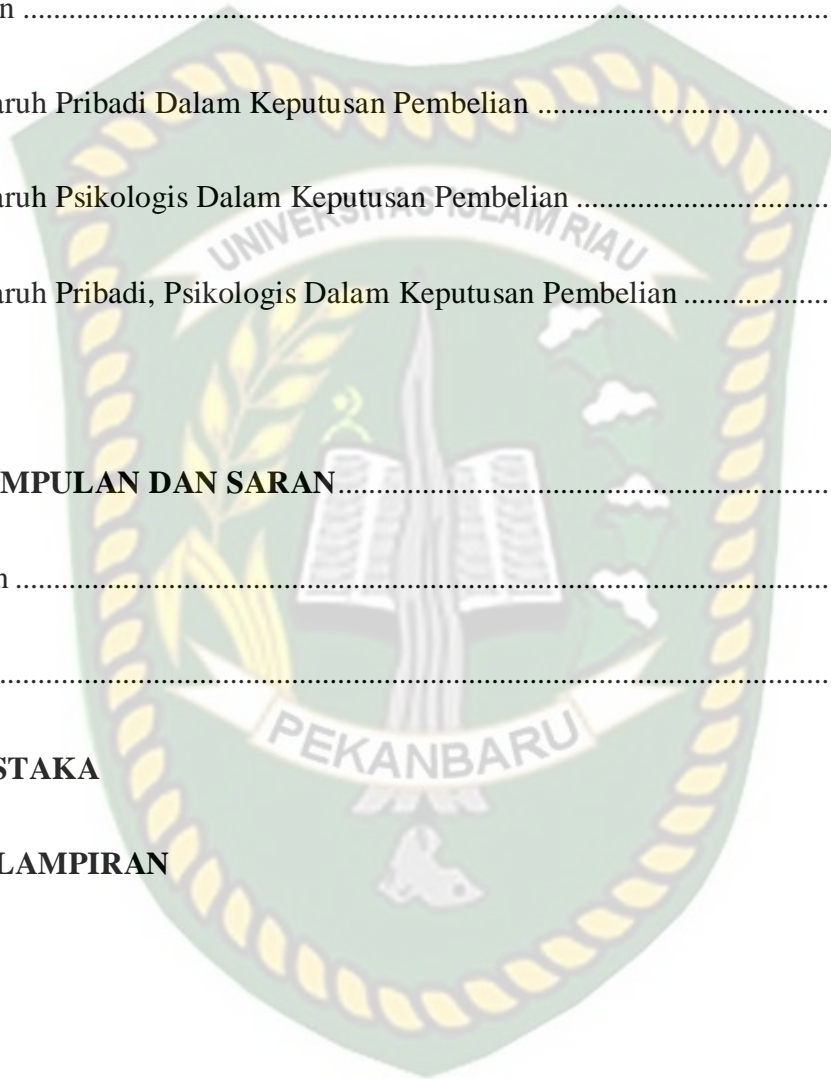 n ................................................................................................
aruh Pribadi Dalam Keputusan Pembelian ...................................
aruh Psikologis Dalam Keputusan Pembelian ..............................
UNIVERSITAS ISLAM RIAU
aruh Pribadi, Psikologis Dalam Keputusan Pembelian .................
MPULAN DAN SARAN..........................................................
n ................................................................................................
................................................................................................
PEKANBARU
STAKA
LAMPIRAN